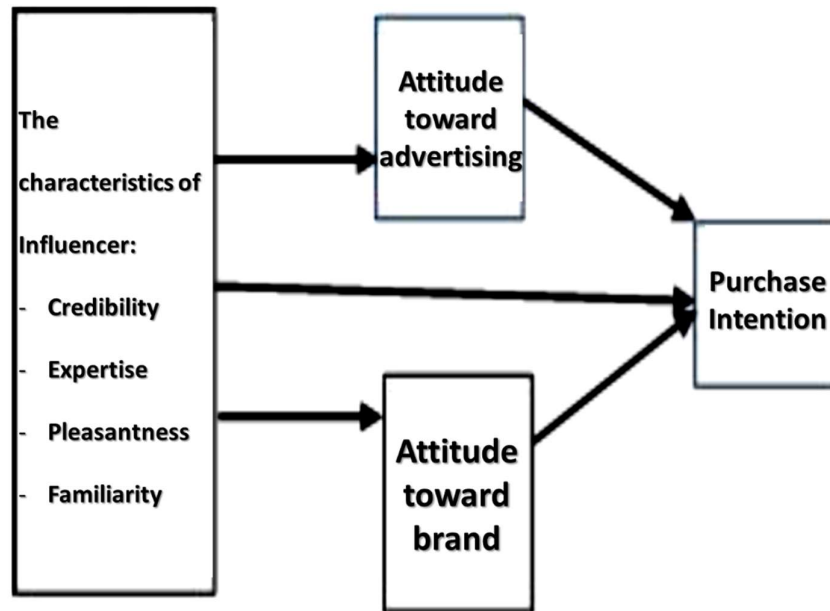 The
characteristics of
Influencer:
- Credibility
- Expertise
- Pleasantness
- Familiarity
Attitude
toward
advertising
Attitude
toward
brand
Purchase
Intention